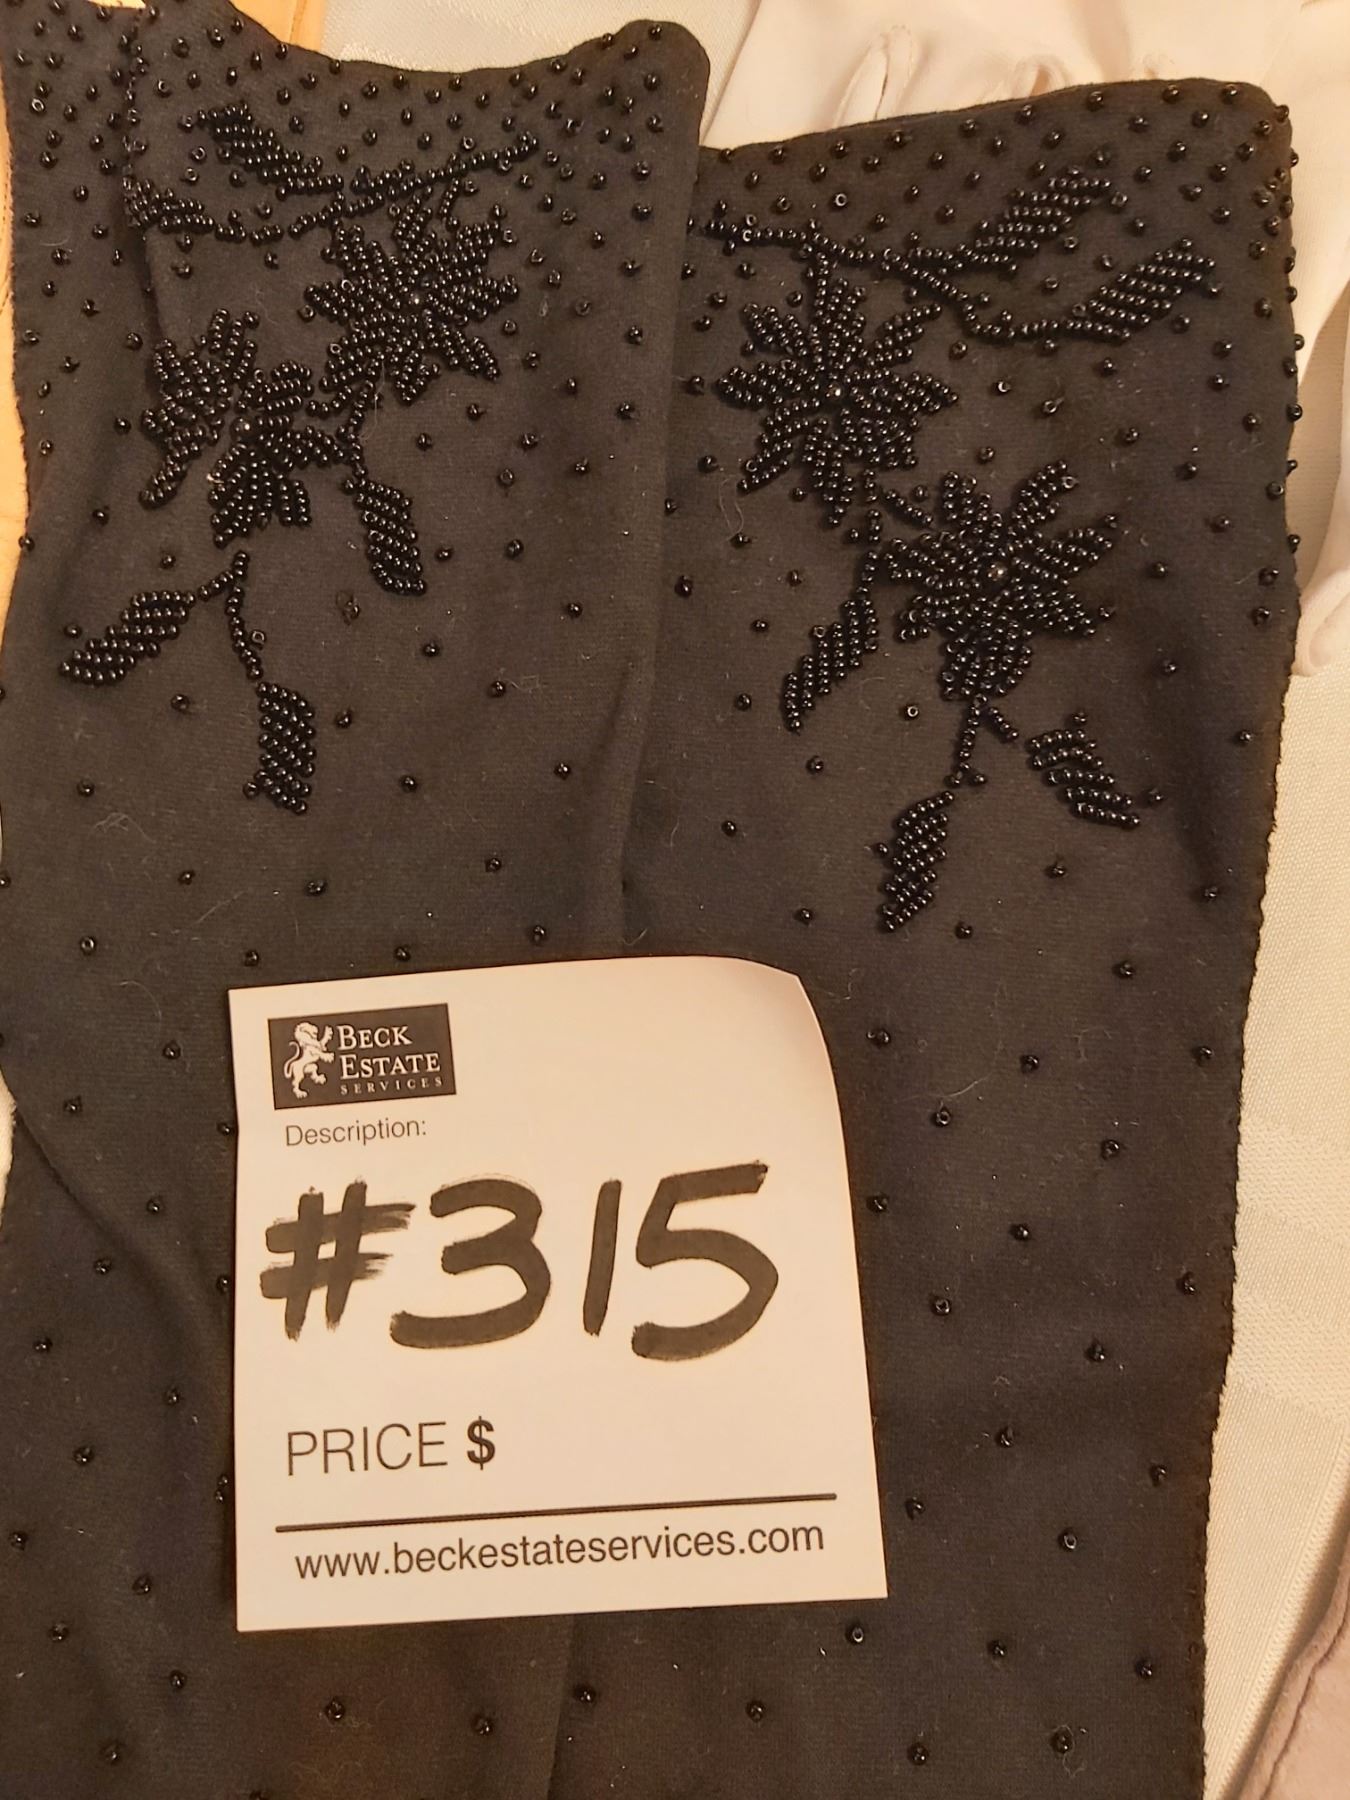 BECK
ESTATE
SERVICES
Description:
#315
PRICE $
www.beckestateservices.com